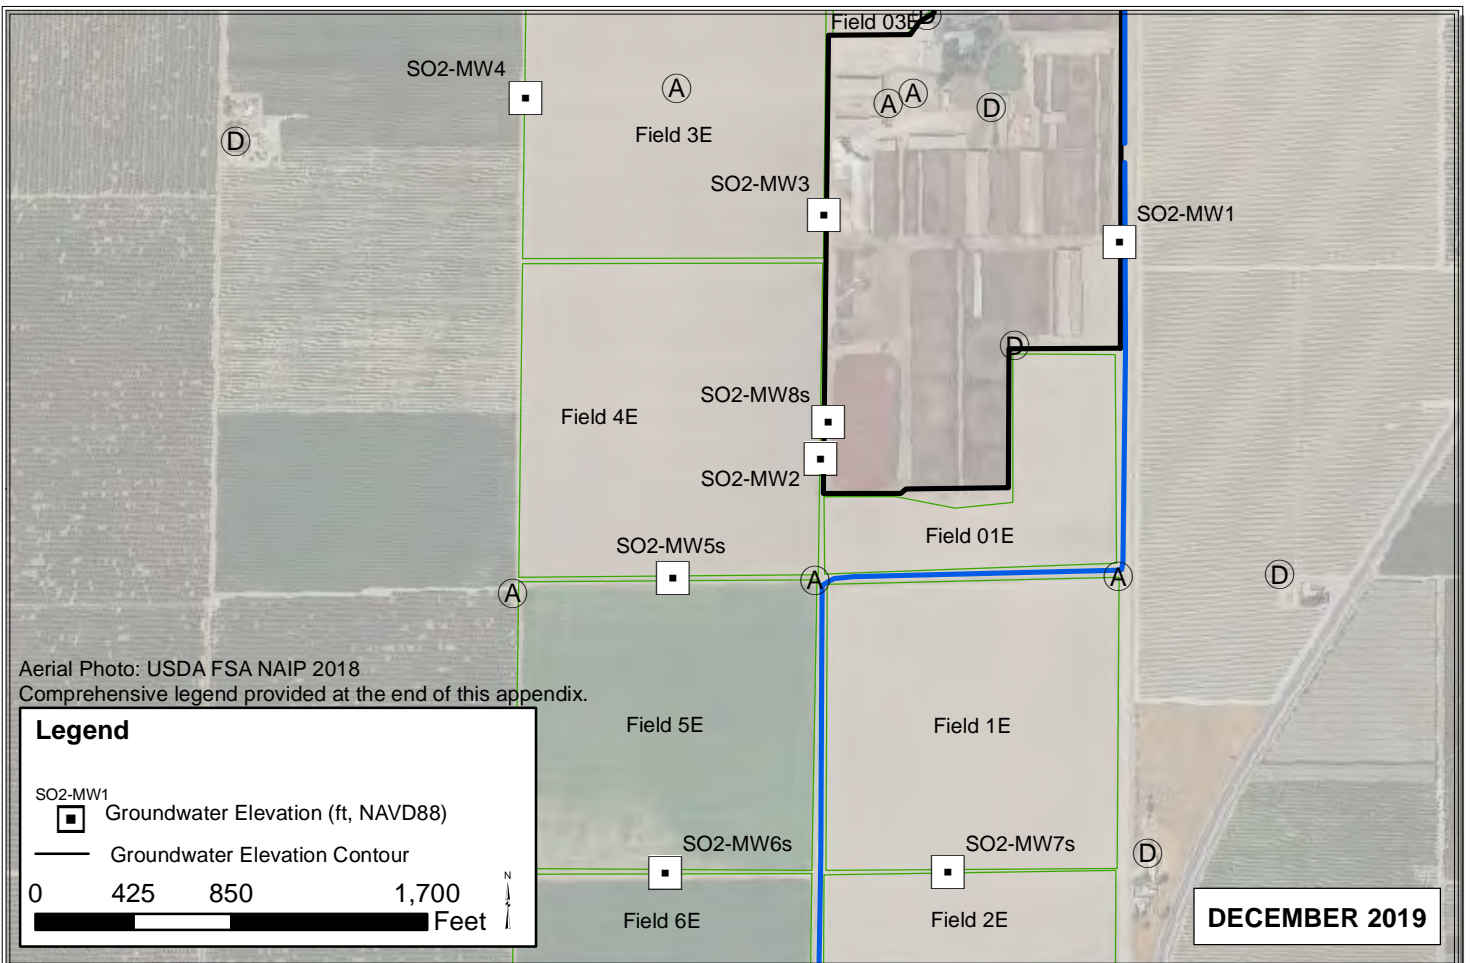 Field 03E
D
SO2-MW4
A
A
A
D
D
Field 3E
SO2-MW3
SO2-MW1
D
SO2-MW8s
Field 4E
SO2-MW2
Field 01E
SO2-MW5s
A
A
A
D
Aerial Photo: USDA FSA NAIP 2018
Comprehensive legend provided at the end of this appendix.
Field 5E
Field 1E
Legend
SO2-MW1
Groundwater Elevation (ft, NAVD88)
Groundwater Elevation Contour
0 425 850 1,700
Feet
N
SO2-MW6s
SO2-MW7s
D
Field 6E
Field 2E
DECEMBER 2019